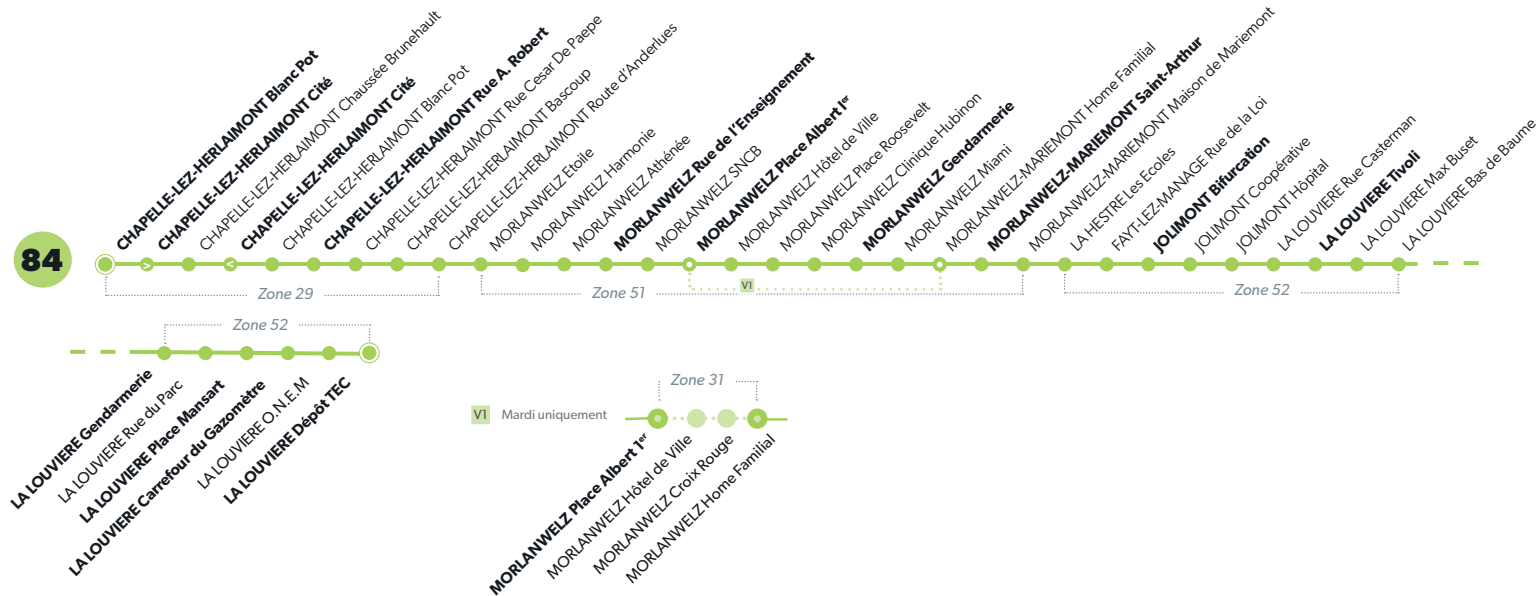 84
CHAPELLE-LEZ-HERLAIMONT Blanc Pot
CHAPELLE-LEZ-HERLAIMONT Cité
CHAPELLE-LEZ-HERLAIMONT Chaussée Brunehault
CHAPELLE-LEZ-HERLAIMONT Cité
CHAPELLE-LEZ-HERLAIMONT Blanc Pot
CHAPELLE-LEZ-HERLAIMONT Rue A. Robert
CHAPELLE-LEZ-HERLAIMONT Rue Cesar De Paepe
CHAPELLE-LEZ-HERLAIMONT Bascoup
CHAPELLE-LEZ-HERLAIMONT Route d'Anderlues
MORLANWELZ Etoile
MORLANWELZ Harmonie
MORLANWELZ Athénée
MORLANWELZ Rue de l'Enseignement
MORLANWELZ SNCB
MORLANWELZ Place Albert Iᵉʳ
MORLANWELZ Hôtel de Ville
MORLANWELZ Place Roosevelt
MORLANWELZ Clinique Hubinon
MORLANWELZ Gendarmerie
MORLANWELZ Miami
MORLANWELZ-MARIEMONT Home Familial
MORLANWELZ-MARIEMONT Saint-Arthur
MORLANWELZ-MARIEMONT Maison de Mariemont
LA HESTRE Les Ecoles
FAYT-LEZ-MANAGE Rue de la Loi
JOLIMONT Bifurcation
JOLIMONT Coopérative
JOLIMONT Hôpital
LA LOUVIERE Rue Casterman
LA LOUVIERE Tivoli
LA LOUVIERE Max Buset
LA LOUVIERE Bas de Baume
Zone 29
Zone 51
V1
Zone 52
Zone 52
LA LOUVIERE Gendarmerie
LA LOUVIERE Rue du Parc
LA LOUVIERE Place Mansart
LA LOUVIERE Carrefour du Gazomètre
LA LOUVIERE O.N.E.M
LA LOUVIERE Dépôt TEC
V1 Mardi uniquement
Zone 31
MORLANWELZ Place Albert 1ᵉʳ
MORLANWELZ Hôtel de Ville
MORLANWELZ Croix Rouge
MORLANWELZ Home Familial